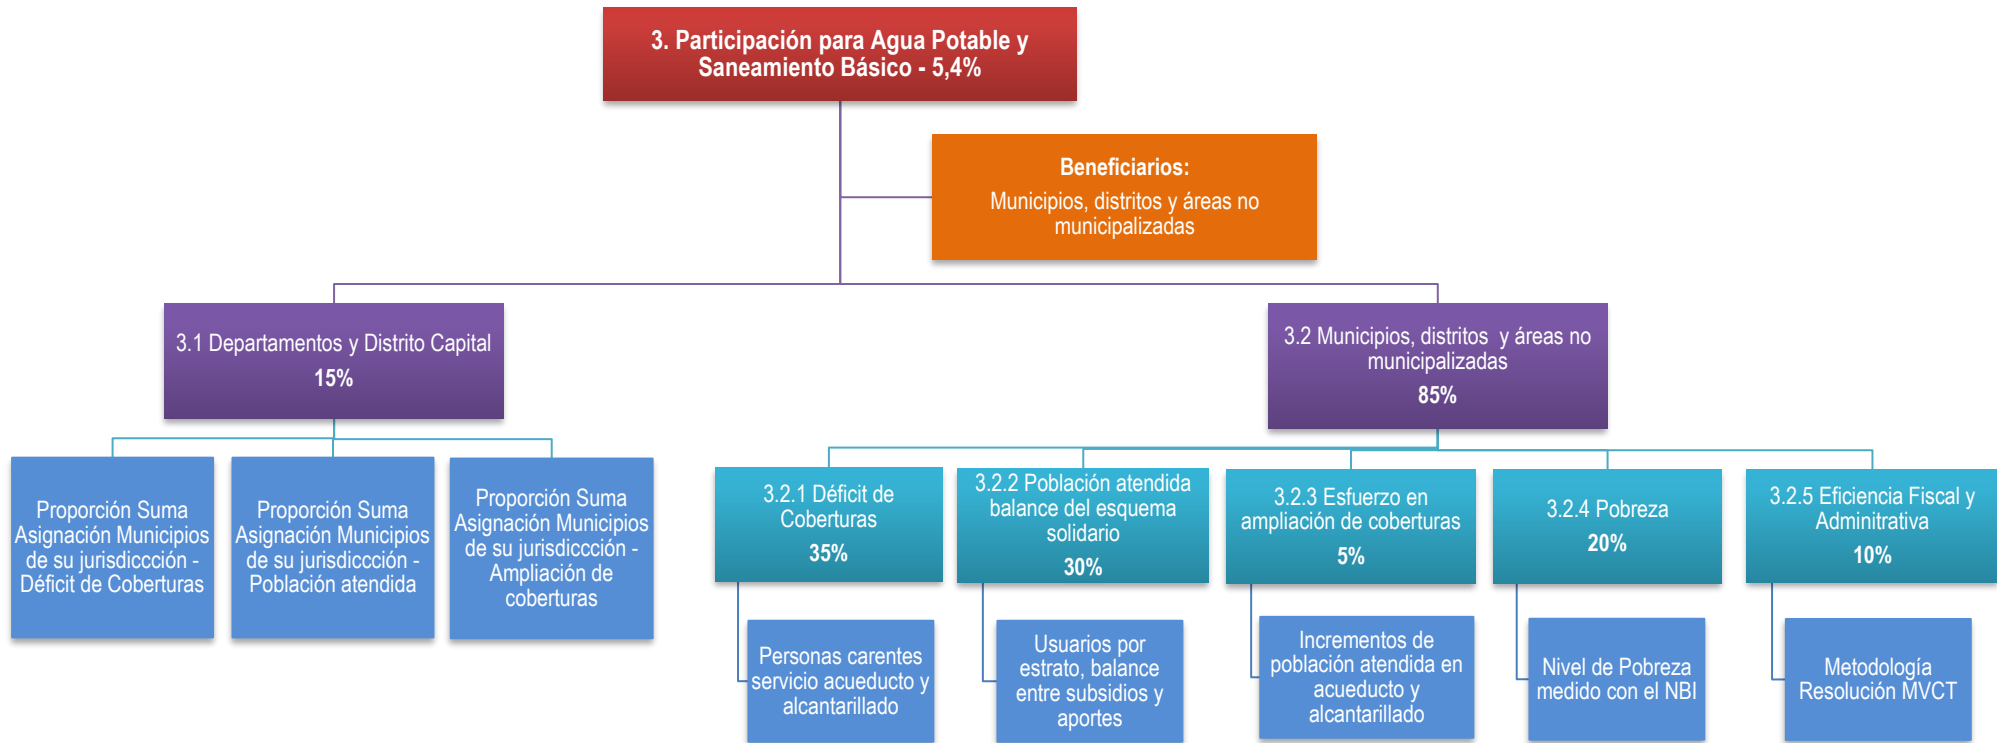 3. Participación para Agua Potable y
Saneamiento Básico - 5,4%
Beneficiarios:
Municipios, distritos y áreas no
municipalizadas
3.1 Departamentos y Distrito Capital
15%
3.2 Municipios, distritos y áreas no
municipalizadas
85%
Proporción Suma
Asignación Municipios
de su jurisdiccción -
Déficit de Coberturas
Proporción Suma
Asignación Municipios
de su jurisdiccción -
Población atendida
Proporción Suma
Asignación Municipios
de su jurisdiccción -
Ampliación de
coberturas
3.2.1 Déficit de
Coberturas
35%
3.2.2 Población atendida
balance del esquema
solidario
30%
3.2.3 Esfuerzo en
ampliación de coberturas
5%
3.2.4 Pobreza
20%
3.2.5 Eficiencia Fiscal y
Adminitrativa
10%
Personas carentes
servicio acueducto y
alcantarillado
Usuarios por
estrato, balance
entre subsidios y
aportes
Incrementos de
población atendida en
acueducto y
alcantarillado
Nivel de Pobreza
medido con el NBI
Metodología
Resolución MVCT